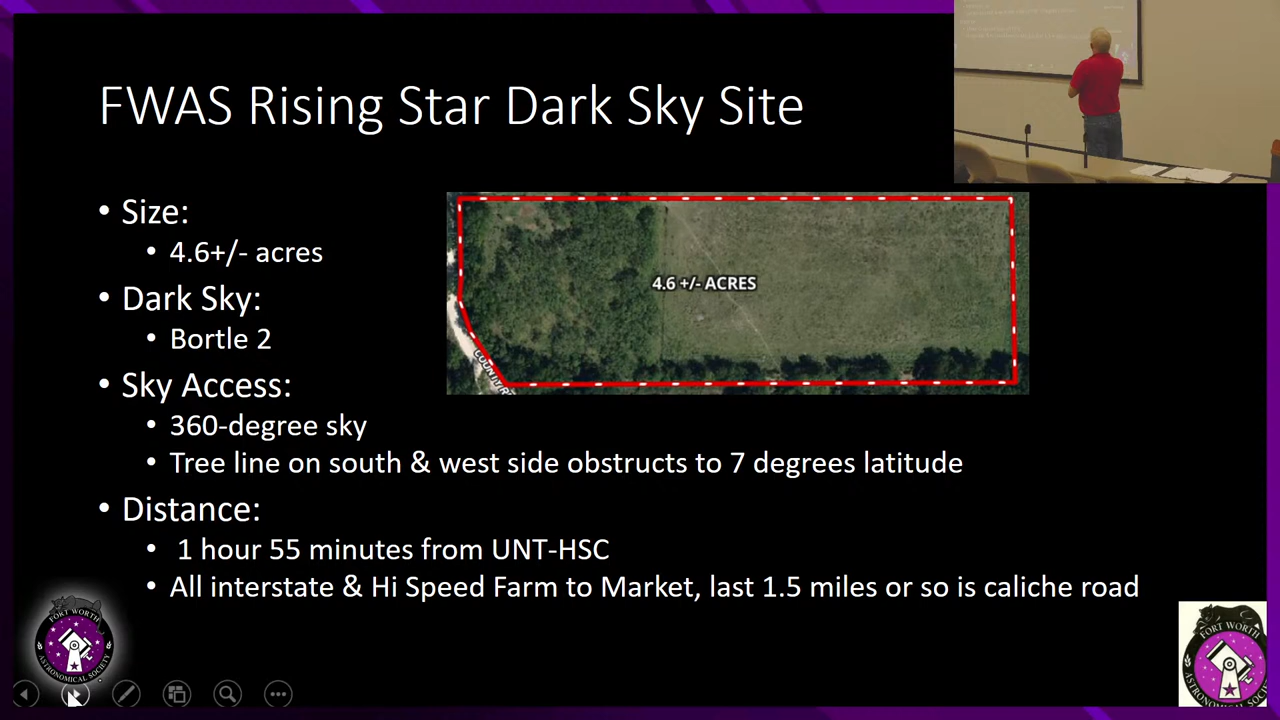 FWAS Rising Star Dark Sky Site
• Size:
• 4.6+/- acres
• Dark Sky:
• Bortle 2
• Sky Access:
• 360-degree sky
• Tree line on south & west side obstructs to 7 degrees latitude
• Distance:
• 1 hour 55 minutes from UNT-HSC
• All interstate & Hi Speed Farm to Market, last 1.5 miles or so is caliche road
4.6 +/- ACRES
FORT WORTH
ASTRONOMICAL SOCIETY
FORT WORTH
ASTRONOMICAL SOCIETY